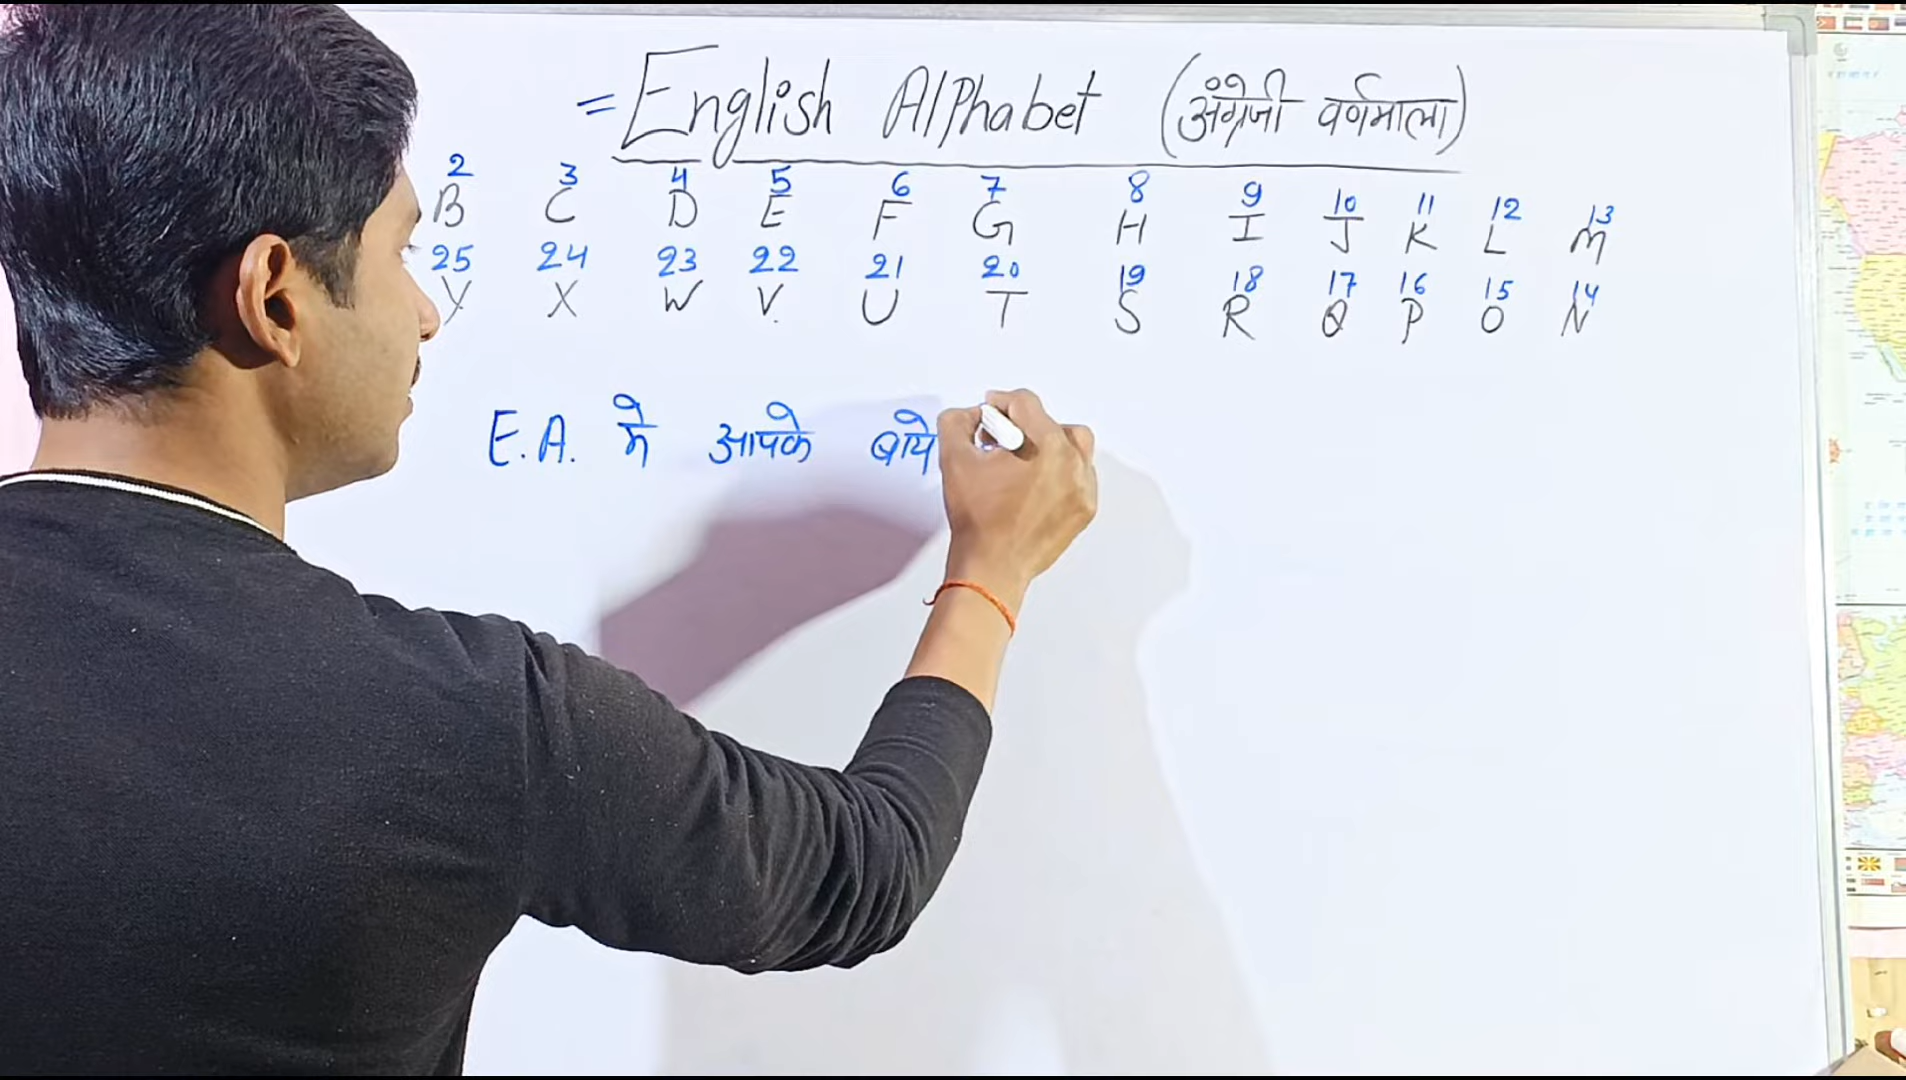 = English Alphabet (अंग्रेजी वर्णमाला)
2 3 4 5 6 7 8 9 10 11 12 13
B C D E F G H I J K L M
25 24 23 22 21 20 19 18 17 16 15 14
Y X W V U T S R Q P O N
E.A. मे आपके बाये